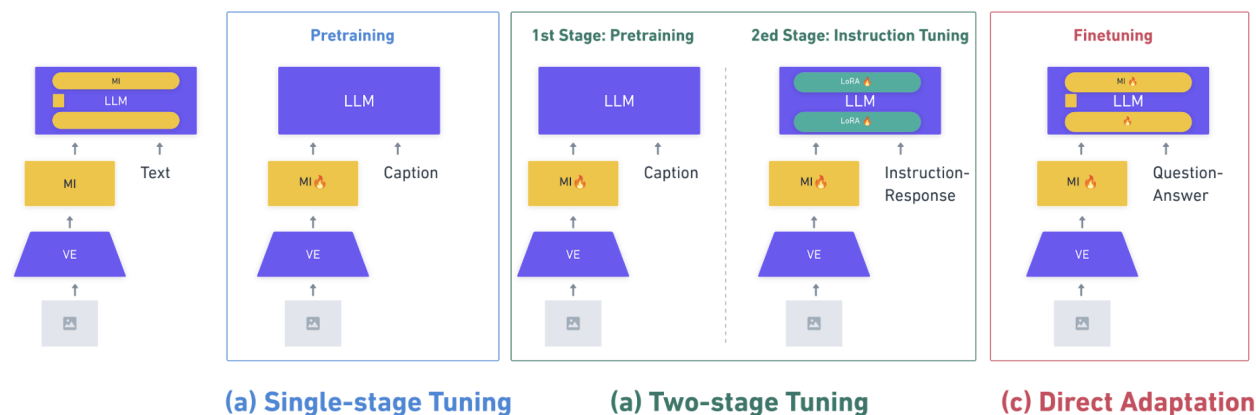 MI
LLM
MI
Text
VE
Pretraining
LLM
MI🔥
Caption
VE
1st Stage: Pretraining
LLM
MI🔥
Caption
VE
2ed Stage: Instruction Tuning
LoRA 🔥
LLM
LoRA 🔥
MI🔥
Instruction-
Response
VE
Finetuning
MI 🔥
LLM
🔥
MI 🔥
Question-
Answer
VE
(a) Single-stage Tuning
(a) Two-stage Tuning
(c) Direct Adaptation